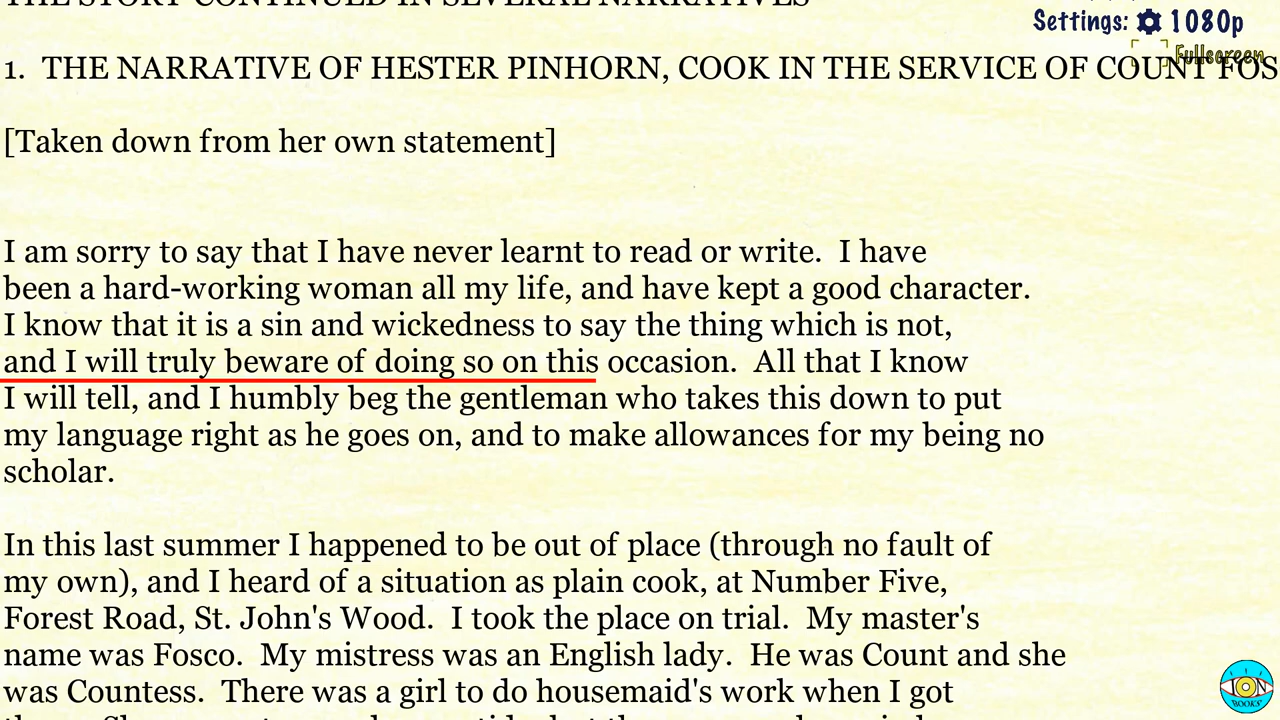 THE STORY CONTINUED IN SEVERAL NARRATIVES
Settings: 1080p
Fullscreen
1. THE NARRATIVE OF HESTER PINHORN, COOK IN THE SERVICE OF COUNT FOS
[Taken down from her own statement]
I am sorry to say that I have never learnt to read or write. I have
been a hard-working woman all my life, and have kept a good character.
I know that it is a sin and wickedness to say the thing which is not,
and I will truly beware of doing so on this occasion. All that I know
I will tell, and I humbly beg the gentleman who takes this down to put
my language right as he goes on, and to make allowances for my being no
scholar.
In this last summer I happened to be out of place (through no fault of
my own), and I heard of a situation as plain cook, at Number Five,
Forest Road, St. John's Wood. I took the place on trial. My master's
name was Fosco. My mistress was an English lady. He was Count and she
was Countess. There was a girl to do housemaid's work when I got
ION
BOOKS